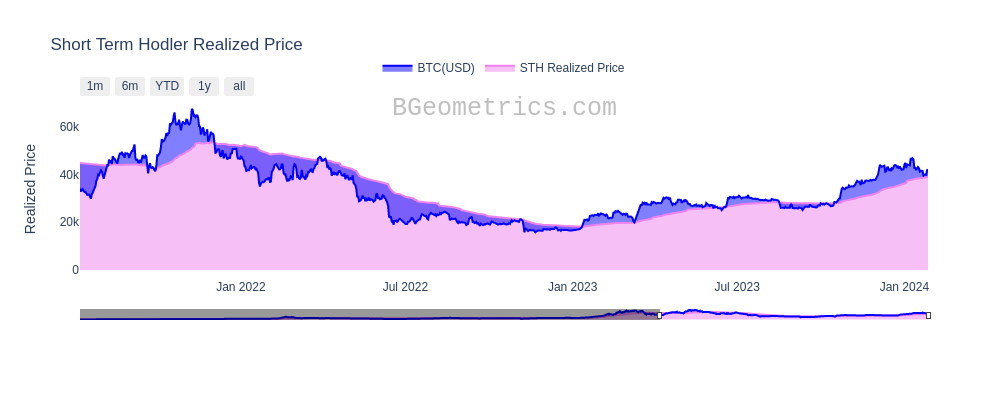 Short Term Hodler Realized Price
BTC(USD) STH Realized Price
1m 6m YTD 1y all
BGeometrics.com
Realized Price
60k
40k
20k
0
Jan 2022 Jul 2022 Jan 2023 Jul 2023 Jan 2024